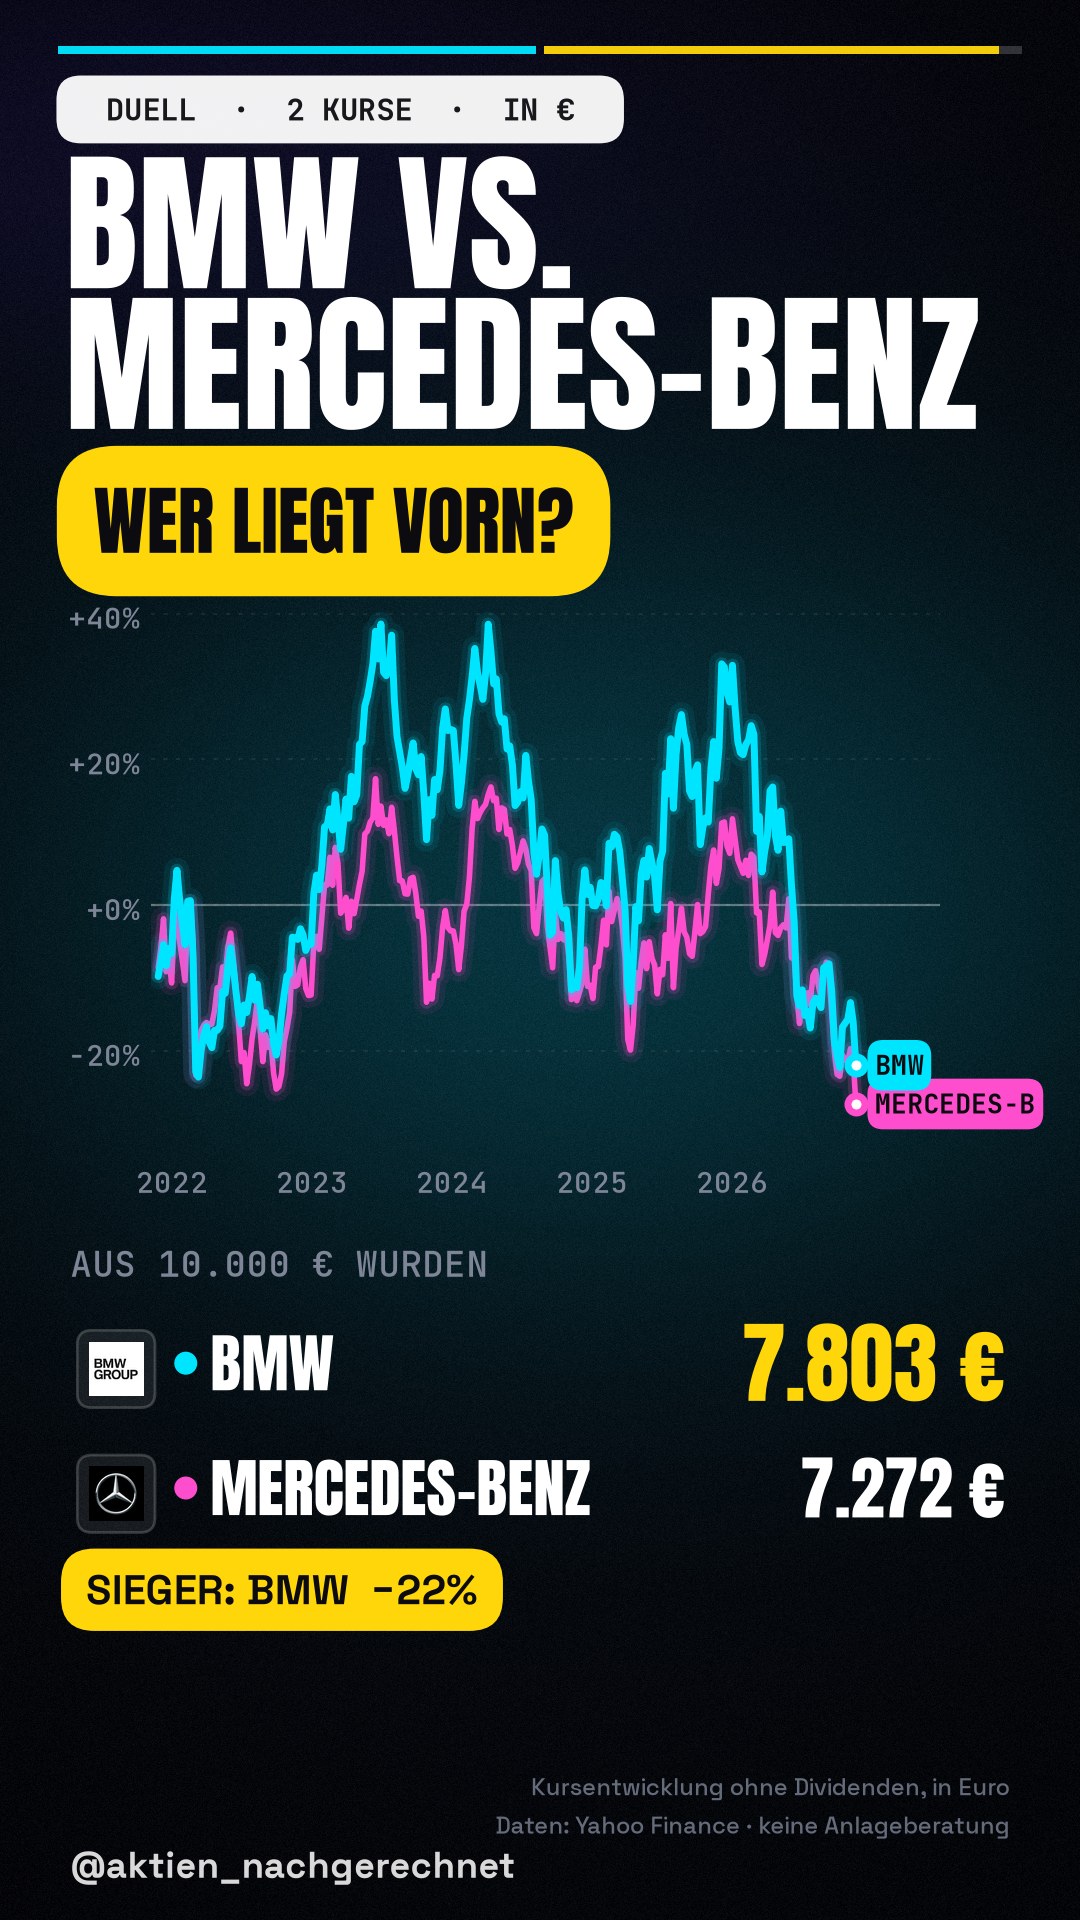 DUELL · 2 KURSE · IN €
BMW VS.
MERCEDES-BENZ
WER LIEGT VORN?
+40%
+20%
+0%
-20%
BMW
MERCEDES-B
2022 2023 2024 2025 2026
AUS 10.000 € WURDEN
BMW GROUP
BMW 7.803 €
MERCEDES-BENZ 7.272 €
SIEGER: BMW -22%
Kursentwicklung ohne Dividenden, in Euro
Daten: Yahoo Finance · keine Anlageberatung
@aktien_nachgerechnet